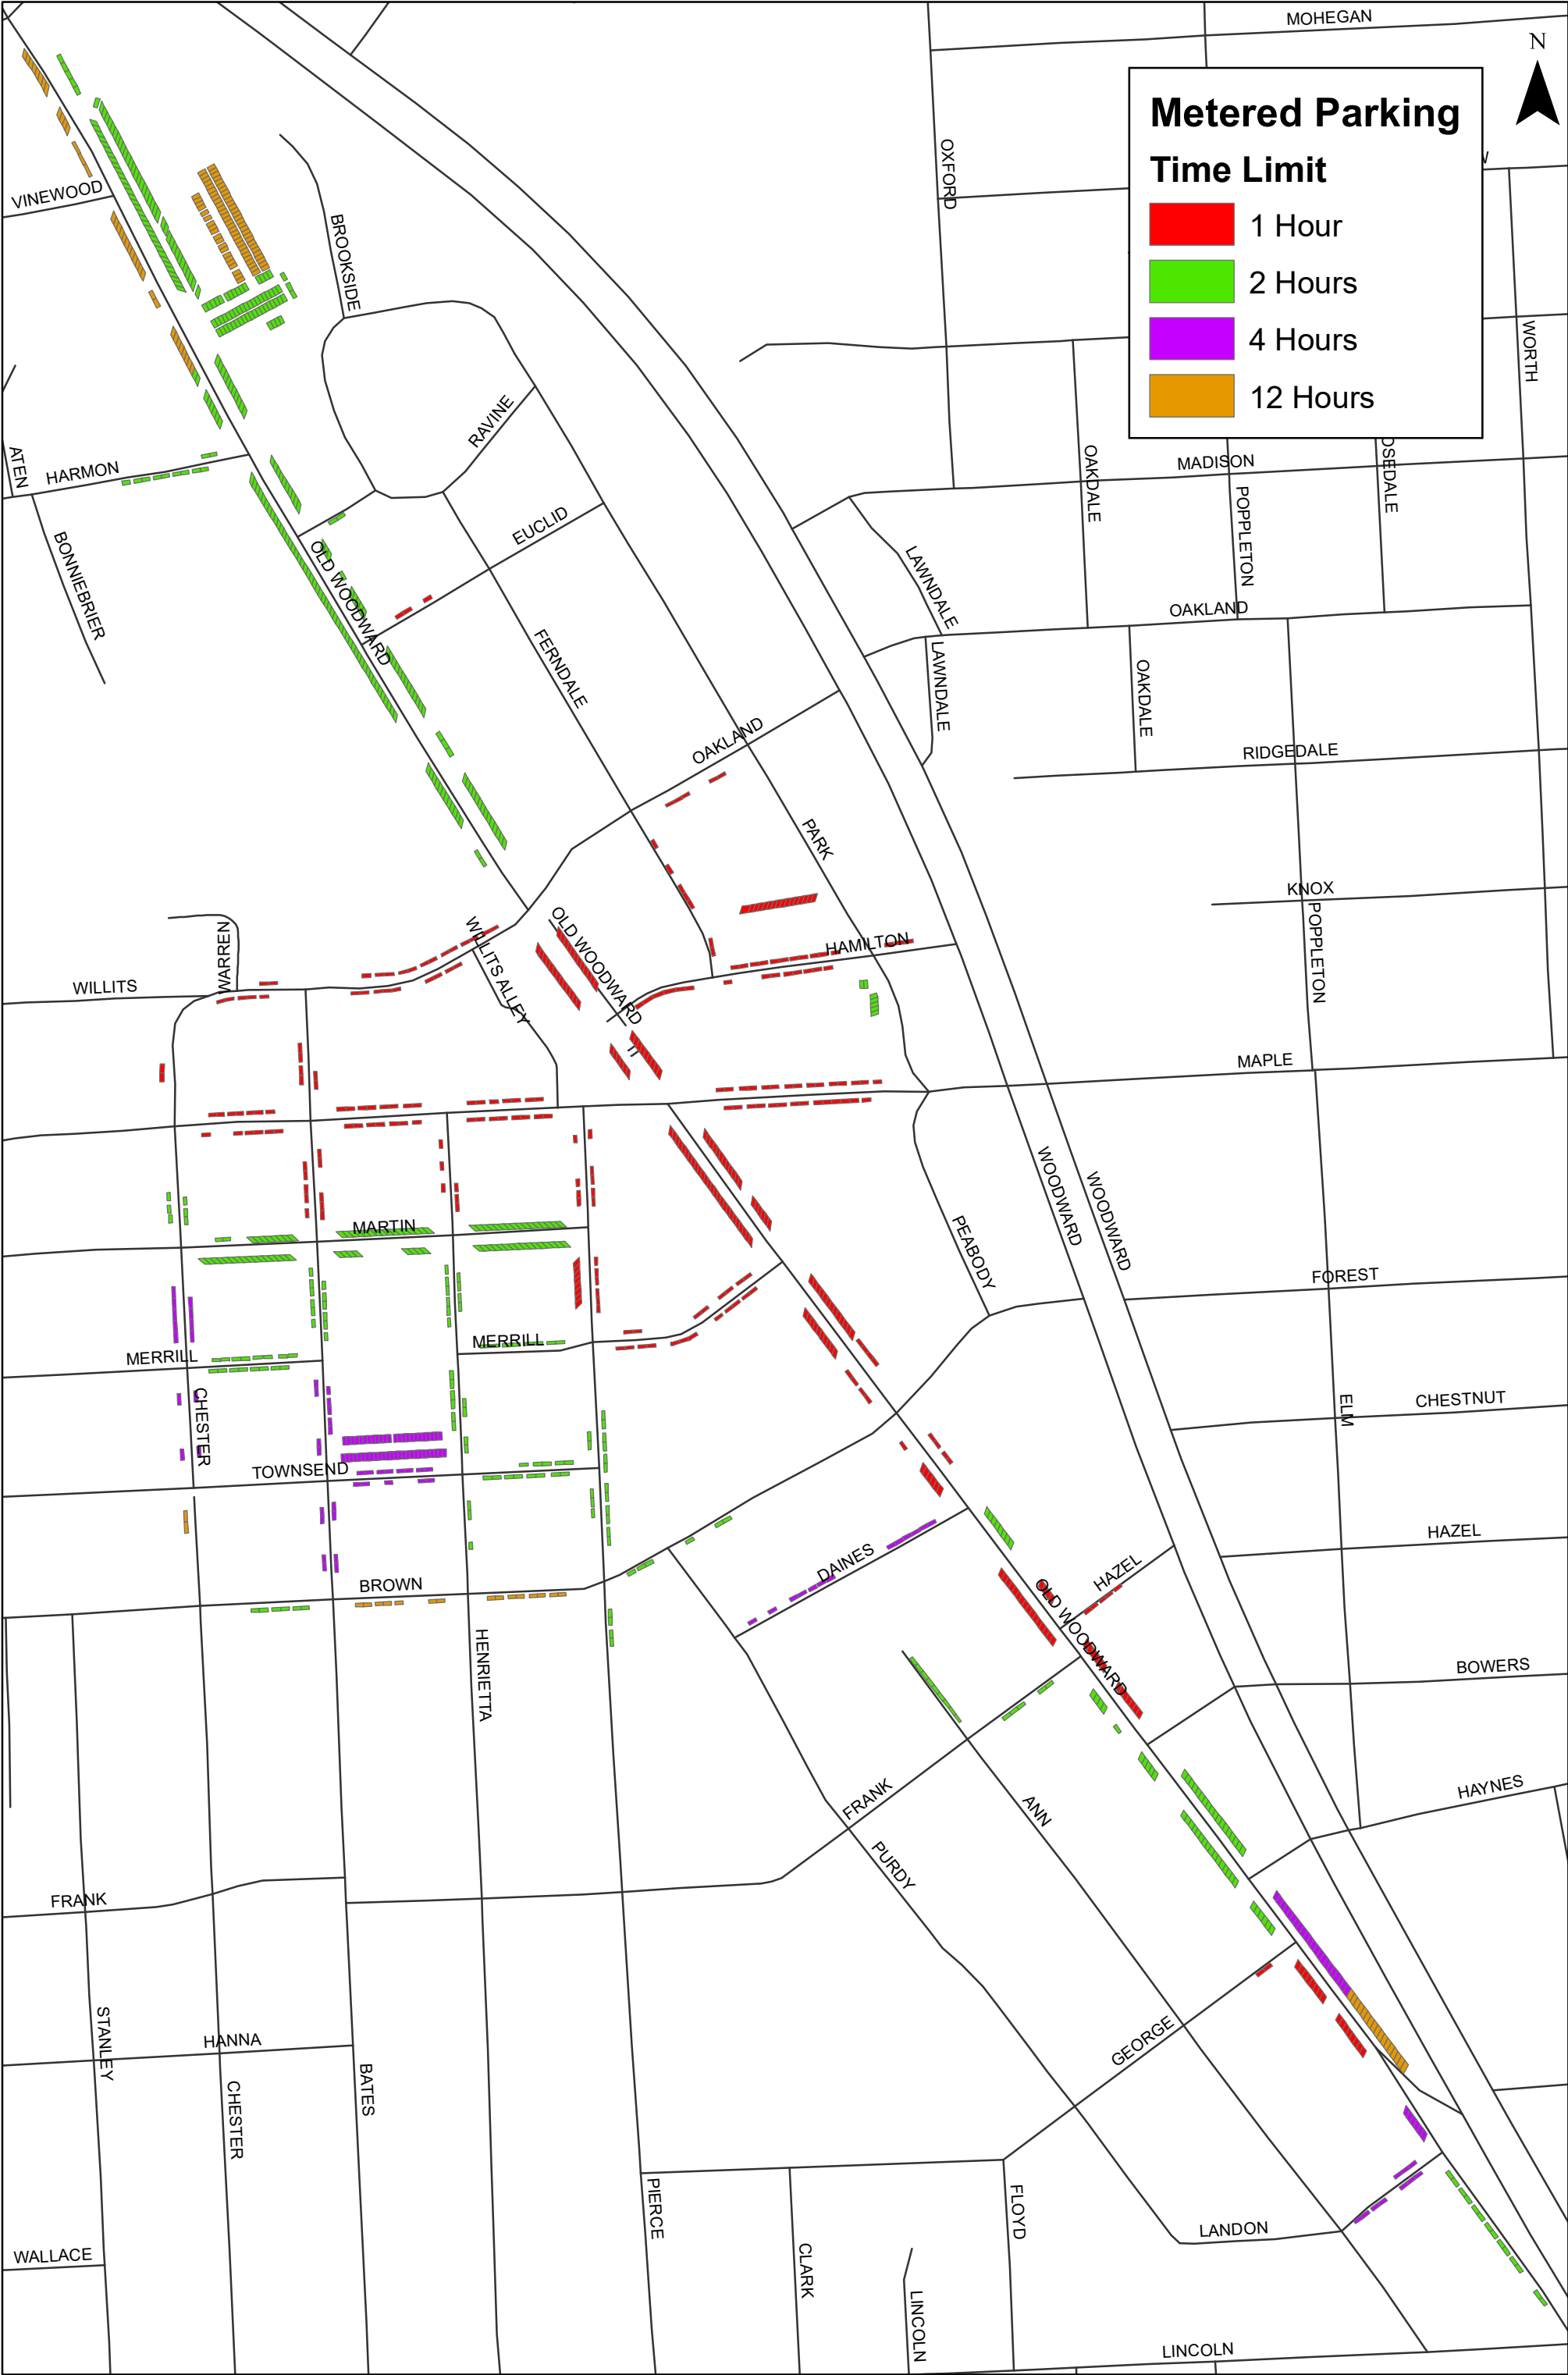 MOHEGAN
N
Metered Parking
Time Limit
1 Hour
2 Hours
4 Hours
12 Hours
OXFORD
VINEWOOD
BROOKSIDE
WORTH
RAVINE
ATEN
HARMON
OAKDALE
MADISON
POPPLETON
OSEDALE
EUCLID
BONNIEBRIER
OLD WOODWARD
LAWNDALE
OAKLAND
FERNDALE
LAWNDALE
OAKDALE
OAKLAND
RIDGEDALE
PARK
KNOX
POPPLETON
WARREN
WILLITS ALLEY
OLD WOODWARD
HAMILTON
WILLITS
MAPLE
WOODWARD
WOODWARD
MARTIN
PEABODY
FOREST
MERRILL
MERRILL
CHESTER
ELM
CHESTNUT
TOWNSEND
HAZEL
DAINES
HAZEL
BROWN
OLD WOODWARD
HENRIETTA
BOWERS
FRANK
ANN
HAYNES
PURDY
FRANK
STANLEY
HANNA
GEORGE
BATES
CHESTER
PIERCE
FLOYD
LANDON
WALLACE
CLARK
LINCOLN
LINCOLN